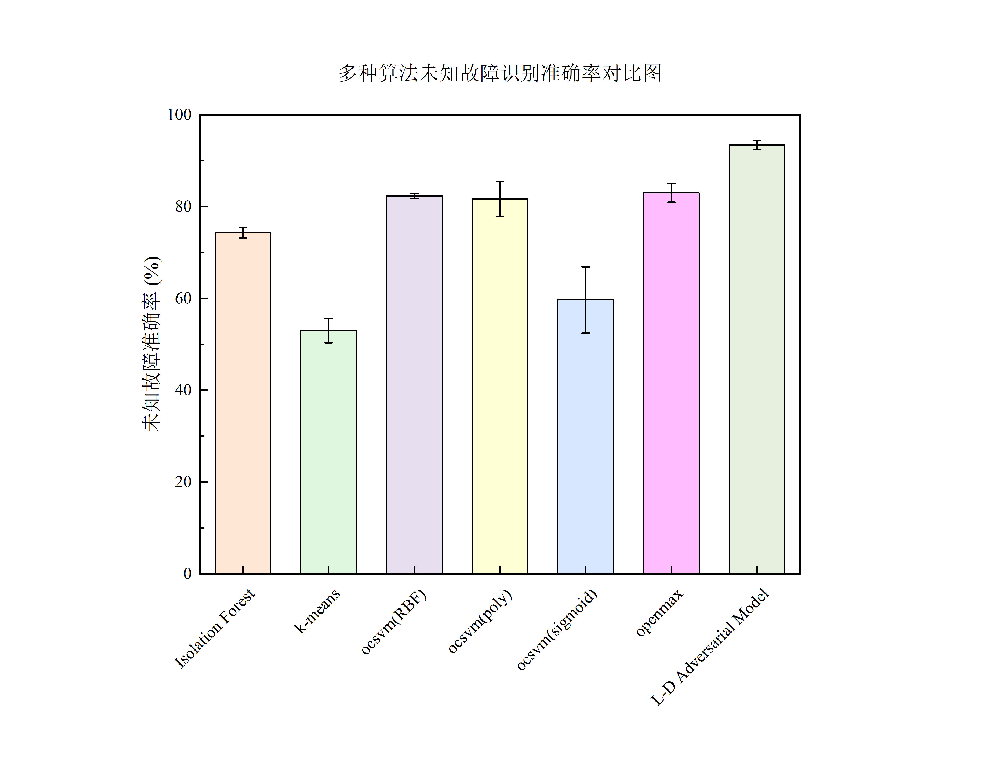 多种算法未知故障识别准确率对比图
未知故障准确率 (%)
100
80
60
40
20
0
Isolation Forest
k-means
ocsvm(RBF)
ocsvm(poly)
ocsvm(sigmoid)
openmax
L-D Adversarial Model